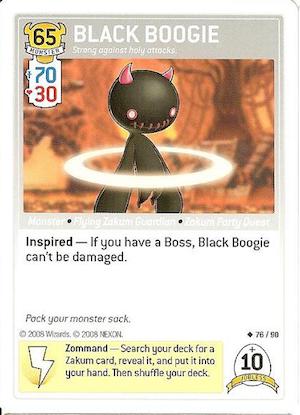 65
MONSTER
BLACK BOOGIE
Strong against holy attacks.
70
30
Monster • Flying Zakum Guardian • Zakum Party Quest
Inspired — If you have a Boss, Black Boogie
can't be damaged.
Pack your monster sack.
© 2008 Wizards. © 2008 NEXON.
◆ 76 / 90
Zommand — Search your deck for a
Zakum card, reveal it, and put it into
your hand. Then shuffle your deck.
+
10
JOBLESS